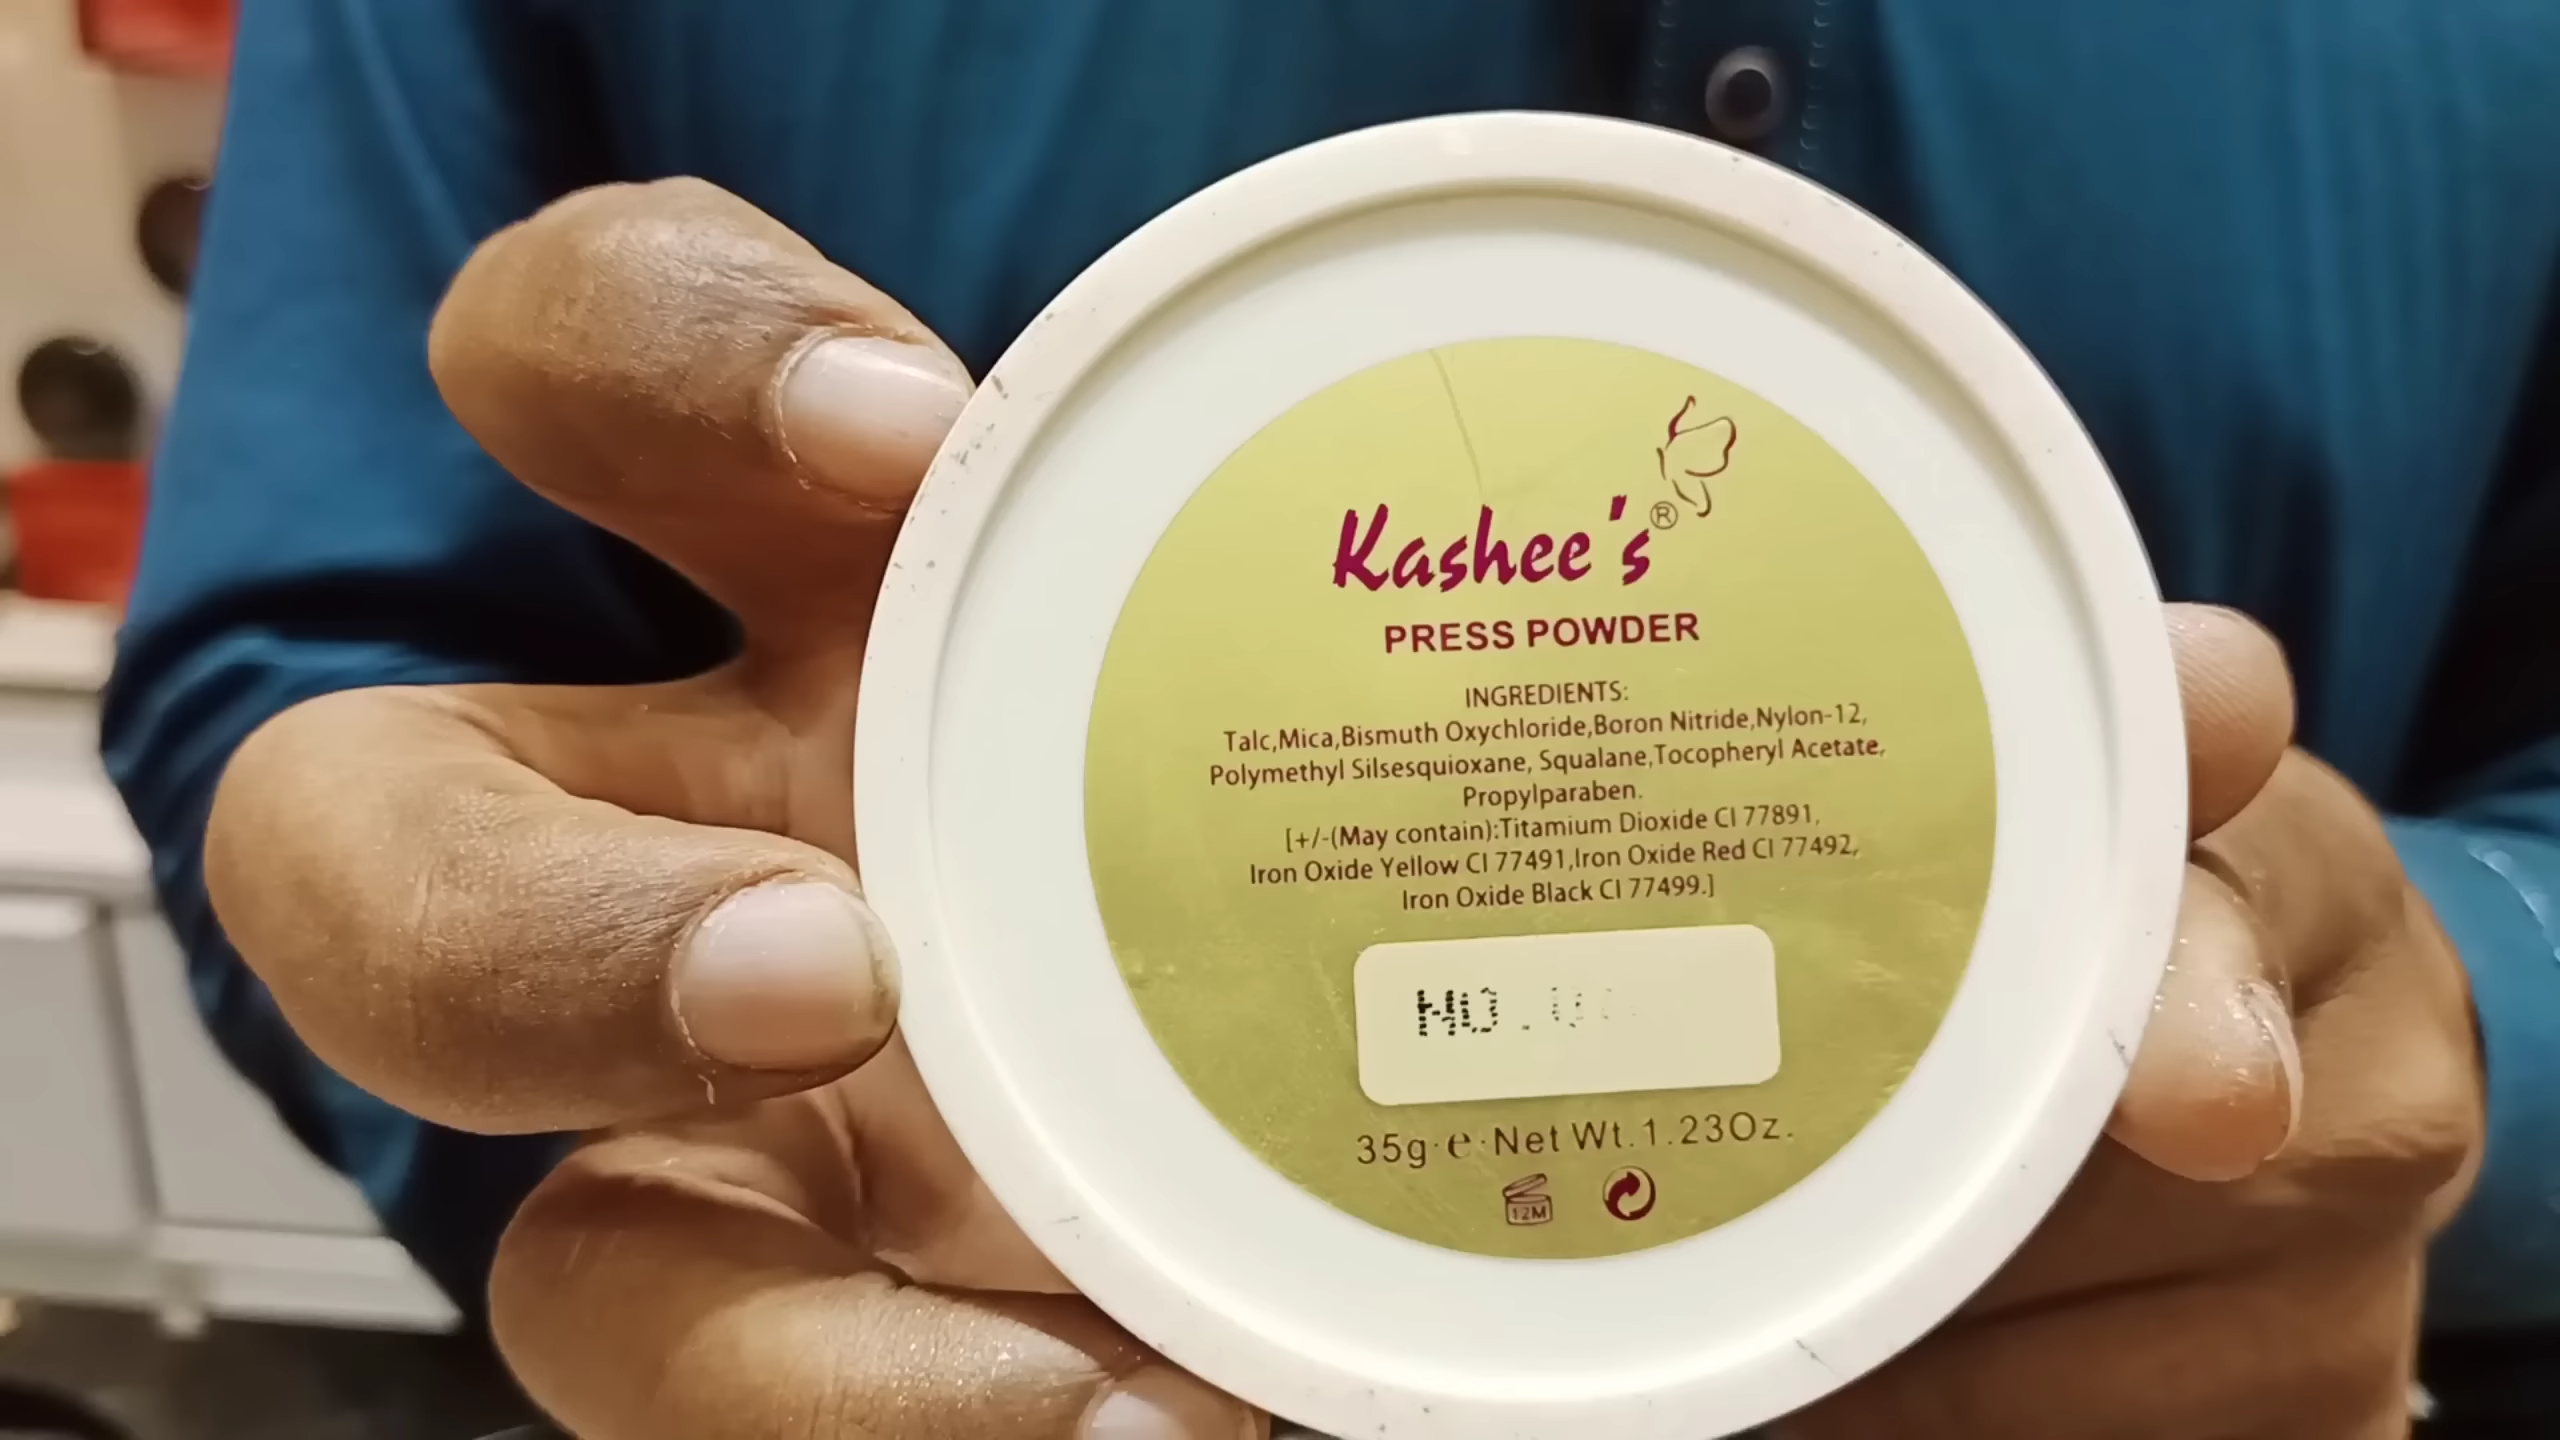 Kashee's®
PRESS POWDER
INGREDIENTS:
Talc,Mica,Bismuth Oxychloride,Boron Nitride,Nylon-12,
Polymethyl Silsesquioxane, Squalane,Tocopheryl Acetate,
Propylparaben.
[+/-(May contain):Titamium Dioxide CI 77891,
Iron Oxide Yellow CI 77491,Iron Oxide Red CI 77492,
Iron Oxide Black CI 77499.]
35g·e·Net Wt.1.23Oz.
12M